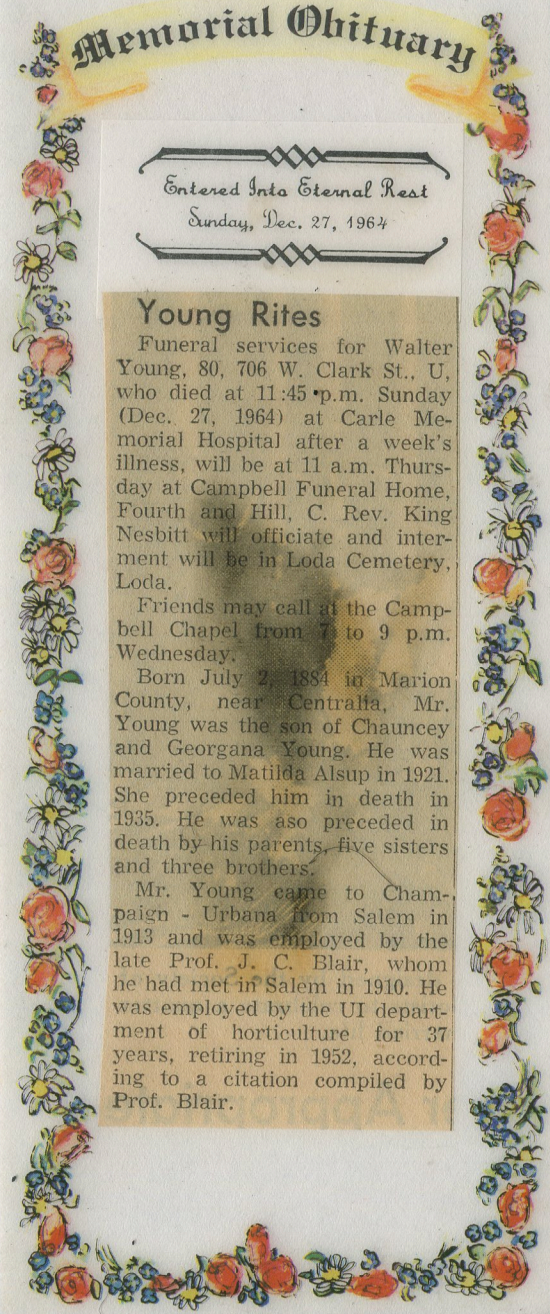 Memorial Obituary
Entered Into Eternal Rest
Sunday, Dec. 27, 1964
Young Rites
Funeral services for Walter
Young, 80, 706 W. Clark St., U,
who died at 11:45 p.m. Sunday
(Dec. 27, 1964) at Carle Me-
morial Hospital after a week's
illness, will be at 11 a.m. Thurs-
day at Campbell Funeral Home,
Fourth and Hill, C. Rev. King
Nesbitt will officiate and inter-
ment will be in Loda Cemetery,
Loda.
Friends may call at the Camp-
bell Chapel from 7 to 9 p.m.
Wednesday.
Born July 2, 1884 in Marion
County, near Centralia, Mr.
Young was the son of Chauncey
and Georgana Young. He was
married to Matilda Alsup in 1921.
She preceded him in death in
1935. He was aso preceded in
death by his parents, five sisters
and three brothers.
Mr. Young came to Cham-
paign - Urbana from Salem in
1913 and was employed by the
late Prof. J. C. Blair, whom
he had met in Salem in 1910. He
was employed by the UI depart-
ment of horticulture for 37
years, retiring in 1952, accord-
ing to a citation compiled by
Prof. Blair.